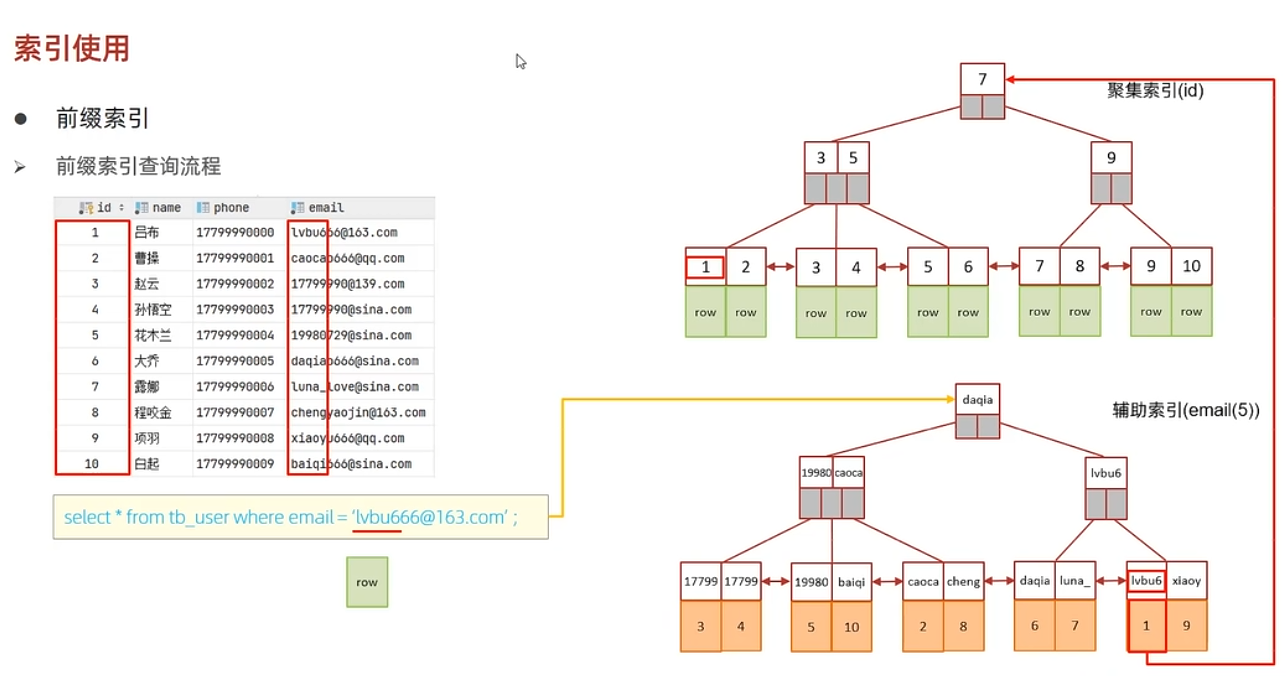 索引使用
● 前缀索引
➢ 前缀索引查询流程
id name phone email
1 吕布 17799990000 lvbu666@163.com
2 曹操 17799990001 caocao666@qq.com
3 赵云 17799990002 17799990@139.com
4 孙悟空 17799990003 17799990@sina.com
5 花木兰 17799990004 19980729@sina.com
6 大乔 17799990005 daqiao666@sina.com
7 露娜 17799990006 luna_love@sina.com
8 程咬金 17799990007 chengyaojin@163.com
9 项羽 17799990008 xiaoyu666@qq.com
10 白起 17799990009 baiqi666@sina.com
select * from tb_user where email = 'lvbu666@163.com' ;
row
聚集索引(id)
7
3 5 9
1 2 3 4 5 6 7 8 9 10
row row row row row row row row row row
辅助索引(email(5))
daqia
19980 caoca lvbu6
17799 17799 19980 baiqi caoca cheng daqia luna_ lvbu6 xiaoy
3 4 5 10 2 8 6 7 1 9